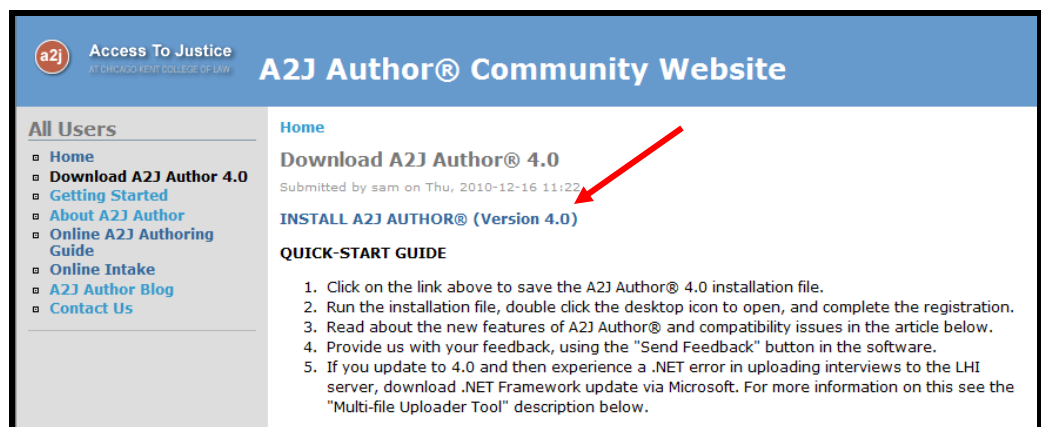 a2j
Access To Justice
AT CHICAGO-KENT COLLEGE OF LAW
A2J Author® Community Website
All Users
Home
Download A2J Author 4.0
Getting Started
About A2J Author
Online A2J Authoring
Guide
Online Intake
A2J Author Blog
Contact Us
Home
Download A2J Author® 4.0
Submitted by sam on Thu, 2010-12-16 11:22
INSTALL A2J AUTHOR® (Version 4.0)
QUICK-START GUIDE
1. Click on the link above to save the A2J Author® 4.0 installation file.
2. Run the installation file, double click the desktop icon to open, and complete the registration.
3. Read about the new features of A2J Author® and compatibility issues in the article below.
4. Provide us with your feedback, using the "Send Feedback" button in the software.
5. If you update to 4.0 and then experience a .NET error in uploading interviews to the LHI
server, download .NET Framework update via Microsoft. For more information on this see the
"Multi-file Uploader Tool" description below.